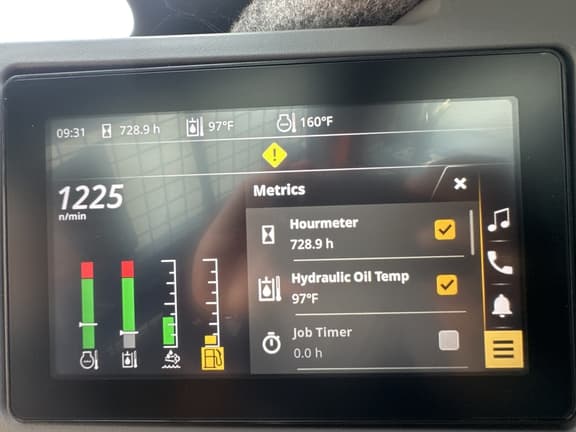 09:31 728.9 h 97°F 160°F
1225
n/min
Metrics
Hourmeter
728.9 h
Hydraulic Oil Temp
97°F
Job Timer
0.0 h